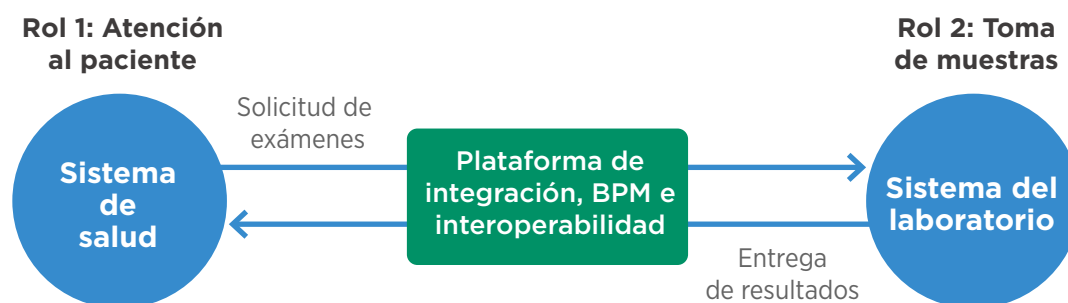 Rol 1: Atención
al paciente
Rol 2: Toma
de muestras
Solicitud de
exámenes
Sistema
de
salud
Plataforma de
integración, BPM e
interoperabilidad
Sistema del
laboratorio
Entrega
de resultados